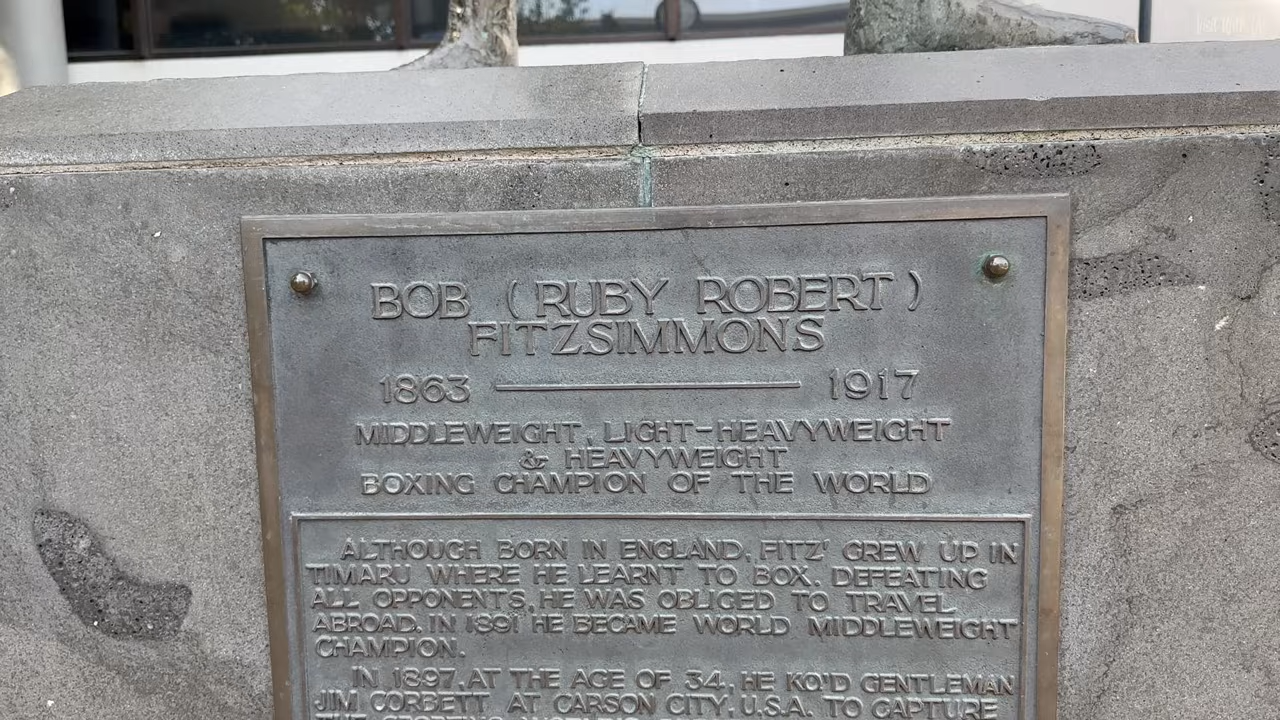 BOB (RUBY ROBERT)
FITZSIMMONS
1863 — 1917
MIDDLEWEIGHT, LIGHT-HEAVYWEIGHT
& HEAVYWEIGHT
BOXING CHAMPION OF THE WORLD
ALTHOUGH BORN IN ENGLAND, FITZ' GREW UP IN
TIMARU WHERE HE LEARNT TO BOX. DEFEATING
ALL OPPONENTS, HE WAS OBLIGED TO TRAVEL
ABROAD. IN 1891 HE BECAME WORLD MIDDLEWEIGHT
CHAMPION.
IN 1897, AT THE AGE OF 34, HE KO'D GENTLEMAN
JIM CORBETT AT CARSON CITY, U.S.A. TO CAPTURE